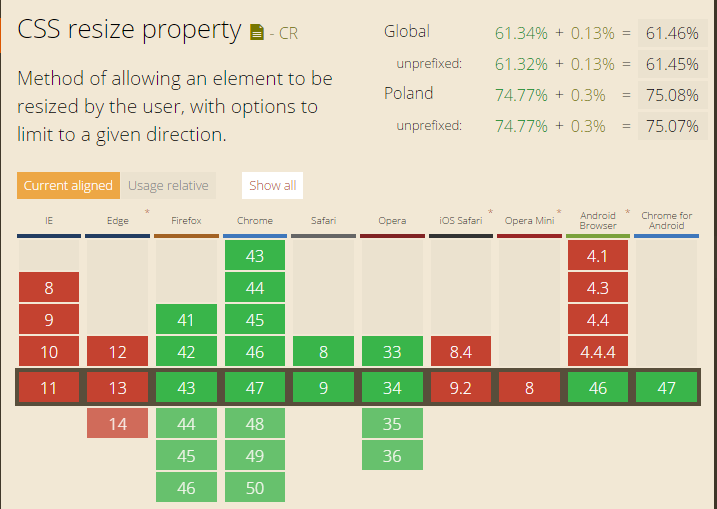 CSS resize property - CR
Method of allowing an element to be
resized by the user, with options to
limit to a given direction.
Global 61.34% + 0.13% = 61.46%
unprefixed: 61.32% + 0.13% = 61.45%
Poland 74.77% + 0.3% = 75.08%
unprefixed: 74.77% + 0.3% = 75.07%
Current aligned Usage relative Show all
IE Edge * Firefox Chrome Safari Opera iOS Safari * Opera Mini * Android Browser * Chrome for Android
43 4.1
8 44 4.3
9 41 45 4.4
10 12 42 46 8 33 8.4 4.4.4
11 13 43 47 9 34 9.2 8 46 47
14 44 48 35
45 49 36
46 50